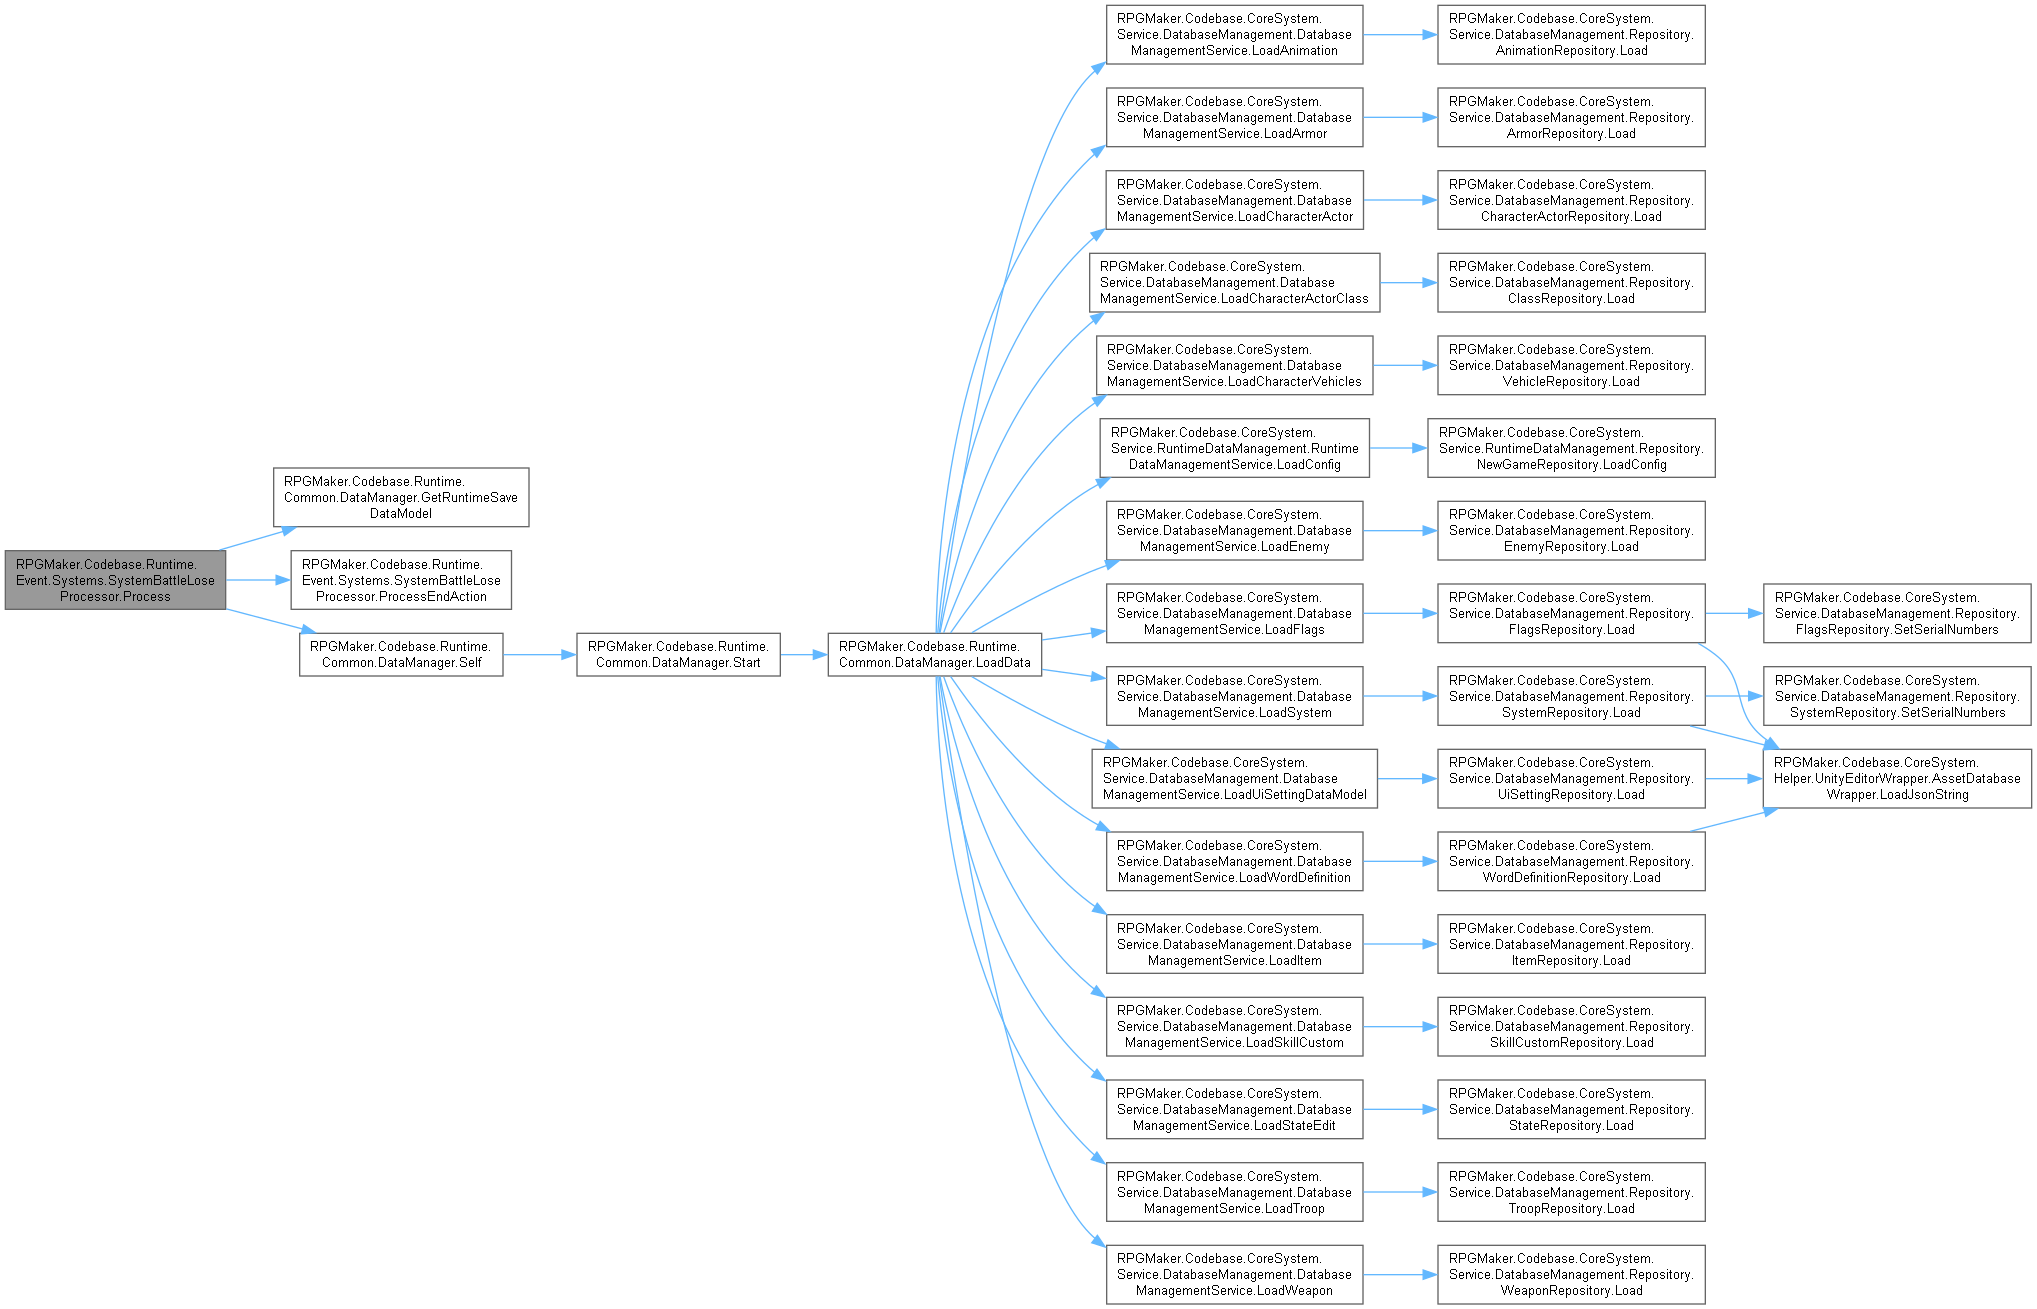 RPGMaker.Codebase.Runtime.
Event.Systems.SystemBattleLose
Processor.Process
RPGMaker.Codebase.Runtime.
Common.DataManager.GetRuntimeSave
DataModel
RPGMaker.Codebase.Runtime.
Event.Systems.SystemBattleLose
Processor.ProcessEndAction
RPGMaker.Codebase.Runtime.
Common.DataManager.Self
RPGMaker.Codebase.Runtime.
Common.DataManager.Start
RPGMaker.Codebase.Runtime.
Common.DataManager.LoadData
RPGMaker.Codebase.CoreSystem.
Service.DatabaseManagement.Database
ManagementService.LoadAnimation
RPGMaker.Codebase.CoreSystem.
Service.DatabaseManagement.Repository.
AnimationRepository.Load
RPGMaker.Codebase.CoreSystem.
Service.DatabaseManagement.Database
ManagementService.LoadArmor
RPGMaker.Codebase.CoreSystem.
Service.DatabaseManagement.Repository.
ArmorRepository.Load
RPGMaker.Codebase.CoreSystem.
Service.DatabaseManagement.Database
ManagementService.LoadCharacterActor
RPGMaker.Codebase.CoreSystem.
Service.DatabaseManagement.Repository.
CharacterActorRepository.Load
RPGMaker.Codebase.CoreSystem.
Service.DatabaseManagement.Database
ManagementService.LoadCharacterActorClass
RPGMaker.Codebase.CoreSystem.
Service.DatabaseManagement.Repository.
ClassRepository.Load
RPGMaker.Codebase.CoreSystem.
Service.DatabaseManagement.Database
ManagementService.LoadCharacterVehicles
RPGMaker.Codebase.CoreSystem.
Service.DatabaseManagement.Repository.
VehicleRepository.Load
RPGMaker.Codebase.CoreSystem.
Service.RuntimeDataManagement.Runtime
DataManagementService.LoadConfig
RPGMaker.Codebase.CoreSystem.
Service.RuntimeDataManagement.Repository.
NewGameRepository.LoadConfig
RPGMaker.Codebase.CoreSystem.
Service.DatabaseManagement.Database
ManagementService.LoadEnemy
RPGMaker.Codebase.CoreSystem.
Service.DatabaseManagement.Repository.
EnemyRepository.Load
RPGMaker.Codebase.CoreSystem.
Service.DatabaseManagement.Database
ManagementService.LoadFlags
RPGMaker.Codebase.CoreSystem.
Service.DatabaseManagement.Repository.
FlagsRepository.Load
RPGMaker.Codebase.CoreSystem.
Service.DatabaseManagement.Repository.
FlagsRepository.SetSerialNumbers
RPGMaker.Codebase.CoreSystem.
Service.DatabaseManagement.Database
ManagementService.LoadSystem
RPGMaker.Codebase.CoreSystem.
Service.DatabaseManagement.Repository.
SystemRepository.Load
RPGMaker.Codebase.CoreSystem.
Service.DatabaseManagement.Repository.
SystemRepository.SetSerialNumbers
RPGMaker.Codebase.CoreSystem.
Service.DatabaseManagement.Database
ManagementService.LoadUiSettingDataModel
RPGMaker.Codebase.CoreSystem.
Service.DatabaseManagement.Repository.
UiSettingRepository.Load
RPGMaker.Codebase.CoreSystem.
Helper.UnityEditorWrapper.AssetDatabase
Wrapper.LoadJsonString
RPGMaker.Codebase.CoreSystem.
Service.DatabaseManagement.Database
ManagementService.LoadWordDefinition
RPGMaker.Codebase.CoreSystem.
Service.DatabaseManagement.Repository.
WordDefinitionRepository.Load
RPGMaker.Codebase.CoreSystem.
Service.DatabaseManagement.Database
ManagementService.LoadItem
RPGMaker.Codebase.CoreSystem.
Service.DatabaseManagement.Repository.
ItemRepository.Load
RPGMaker.Codebase.CoreSystem.
Service.DatabaseManagement.Database
ManagementService.LoadSkillCustom
RPGMaker.Codebase.CoreSystem.
Service.DatabaseManagement.Repository.
SkillCustomRepository.Load
RPGMaker.Codebase.CoreSystem.
Service.DatabaseManagement.Database
ManagementService.LoadStateEdit
RPGMaker.Codebase.CoreSystem.
Service.DatabaseManagement.Repository.
StateRepository.Load
RPGMaker.Codebase.CoreSystem.
Service.DatabaseManagement.Database
ManagementService.LoadTroop
RPGMaker.Codebase.CoreSystem.
Service.DatabaseManagement.Repository.
TroopRepository.Load
RPGMaker.Codebase.CoreSystem.
Service.DatabaseManagement.Database
ManagementService.LoadWeapon
RPGMaker.Codebase.CoreSystem.
Service.DatabaseManagement.Repository.
WeaponRepository.Load